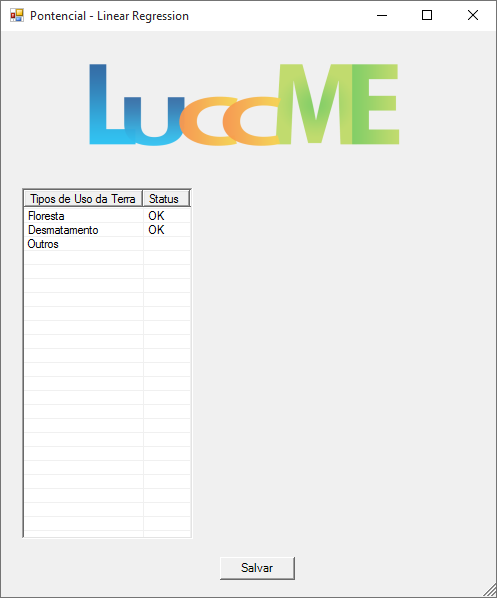 Pontencial - Linear Regression
LuccME
Tipos de Uso da Terra Status
Floresta OK
Desmatamento OK
Outros
Salvar